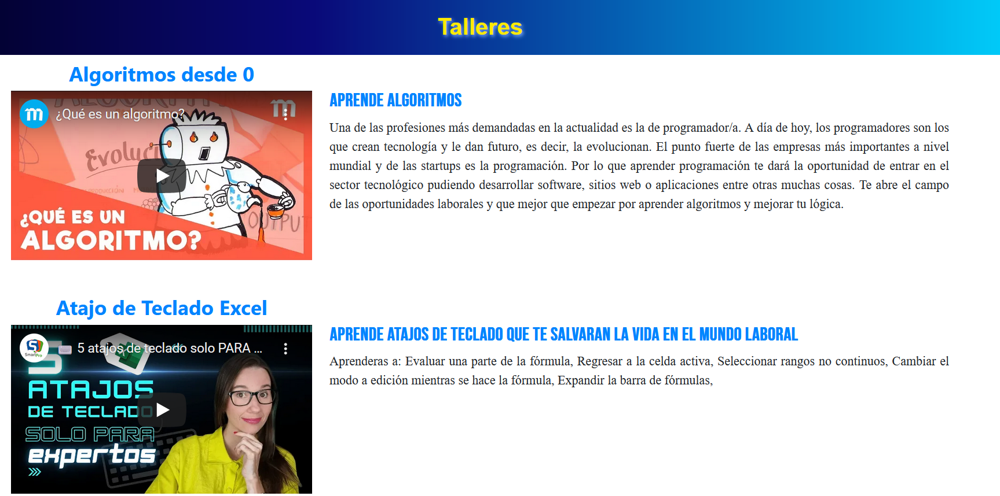 Talleres
Algoritmos desde 0
¿Qué es un algoritmo?
Evoluci
PRODUCCIÓN
OUTPUT
¿QUÉ ES UN
ALGORITMO?
APRENDE ALGORITMOS
Una de las profesiones más demandadas en la actualidad es la de programador/a. A día de hoy, los programadores son los
que crean tecnología y le dan futuro, es decir, la evolucionan. El punto fuerte de las empresas más importantes a nivel
mundial y de las startups es la programación. Por lo que aprender programación te dará la oportunidad de entrar en el
sector tecnológico pudiendo desarrollar software, sitios web o aplicaciones entre otras muchas cosas. Te abre el campo
de las oportunidades laborales y que mejor que empezar por aprender algoritmos y mejorar tu lógica.
Atajo de Teclado Excel
SmartPro
5 atajos de teclado solo PARA ...
5
ATAJOS
DE TECLADO
SOLO PARA
expertos
APRENDE ATAJOS DE TECLADO QUE TE SALVARAN LA VIDA EN EL MUNDO LABORAL
Aprenderas a: Evaluar una parte de la fórmula, Regresar a la celda activa, Seleccionar rangos no continuos, Cambiar el
modo a edición mientras se hace la fórmula, Expandir la barra de fórmulas,